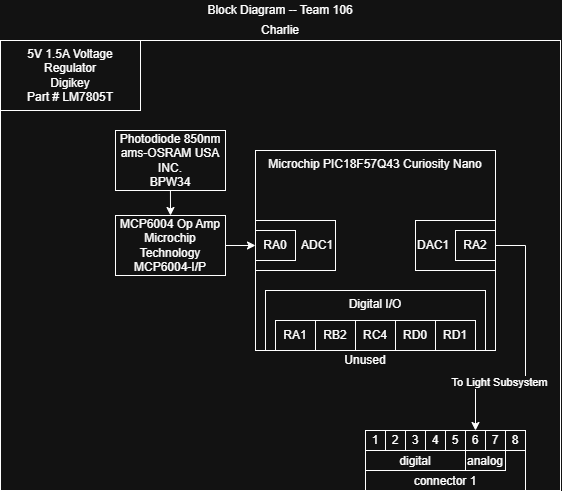 Block Diagram -- Team 106
Charlie
5V 1.5A Voltage
Regulator
Digikey
Part # LM7805T
Photodiode 850nm
ams-OSRAM USA
INC.
BPW34
MCP6004 Op Amp
Microchip
Technology
MCP6004-I/P
Microchip PIC18F57Q43 Curiosity Nano
RA0 ADC1
DAC1 RA2
Digital I/O
RA1 RB2 RC4 RD0 RD1
Unused
To Light Subsystem
1 2 3 4 5 6 7 8
digital analog
connector 1